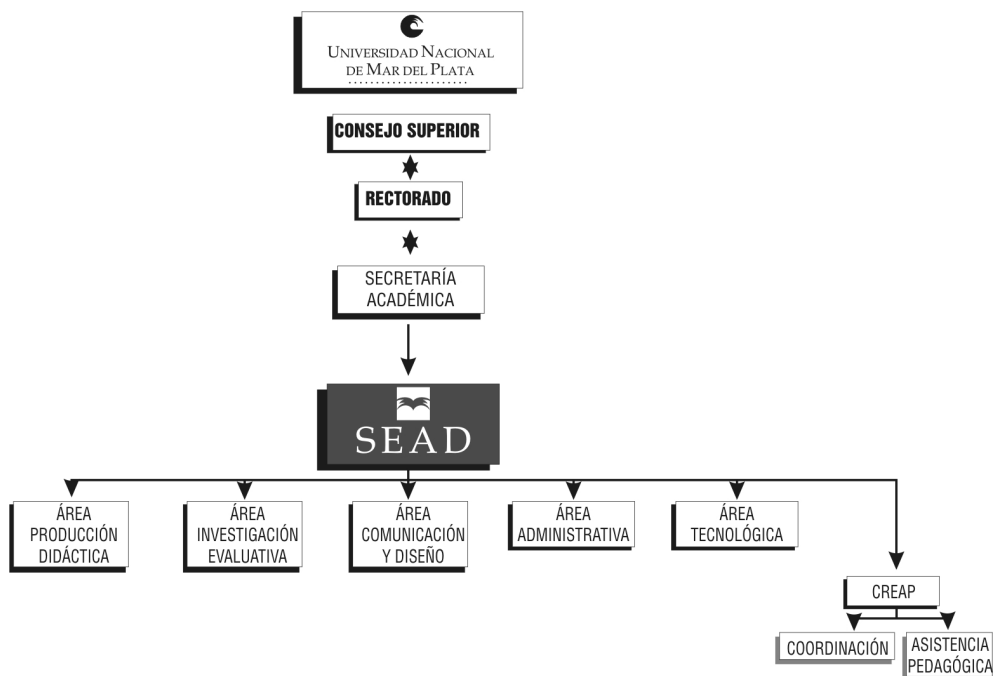 UNIVERSIDAD NACIONAL
DE MAR DEL PLATA
CONSEJO SUPERIOR
RECTORADO
SECRETARÍA
ACADÉMICA
SEAD
ÁREA
PRODUCCIÓN
DIDÁCTICA
ÁREA
INVESTIGACIÓN
EVALUATIVA
ÁREA
COMUNICACIÓN
Y DISEÑO
ÁREA
ADMINISTRATIVA
ÁREA
TECNOLÓGICA
CREAP
COORDINACIÓN
ASISTENCIA
PEDAGÓGICA